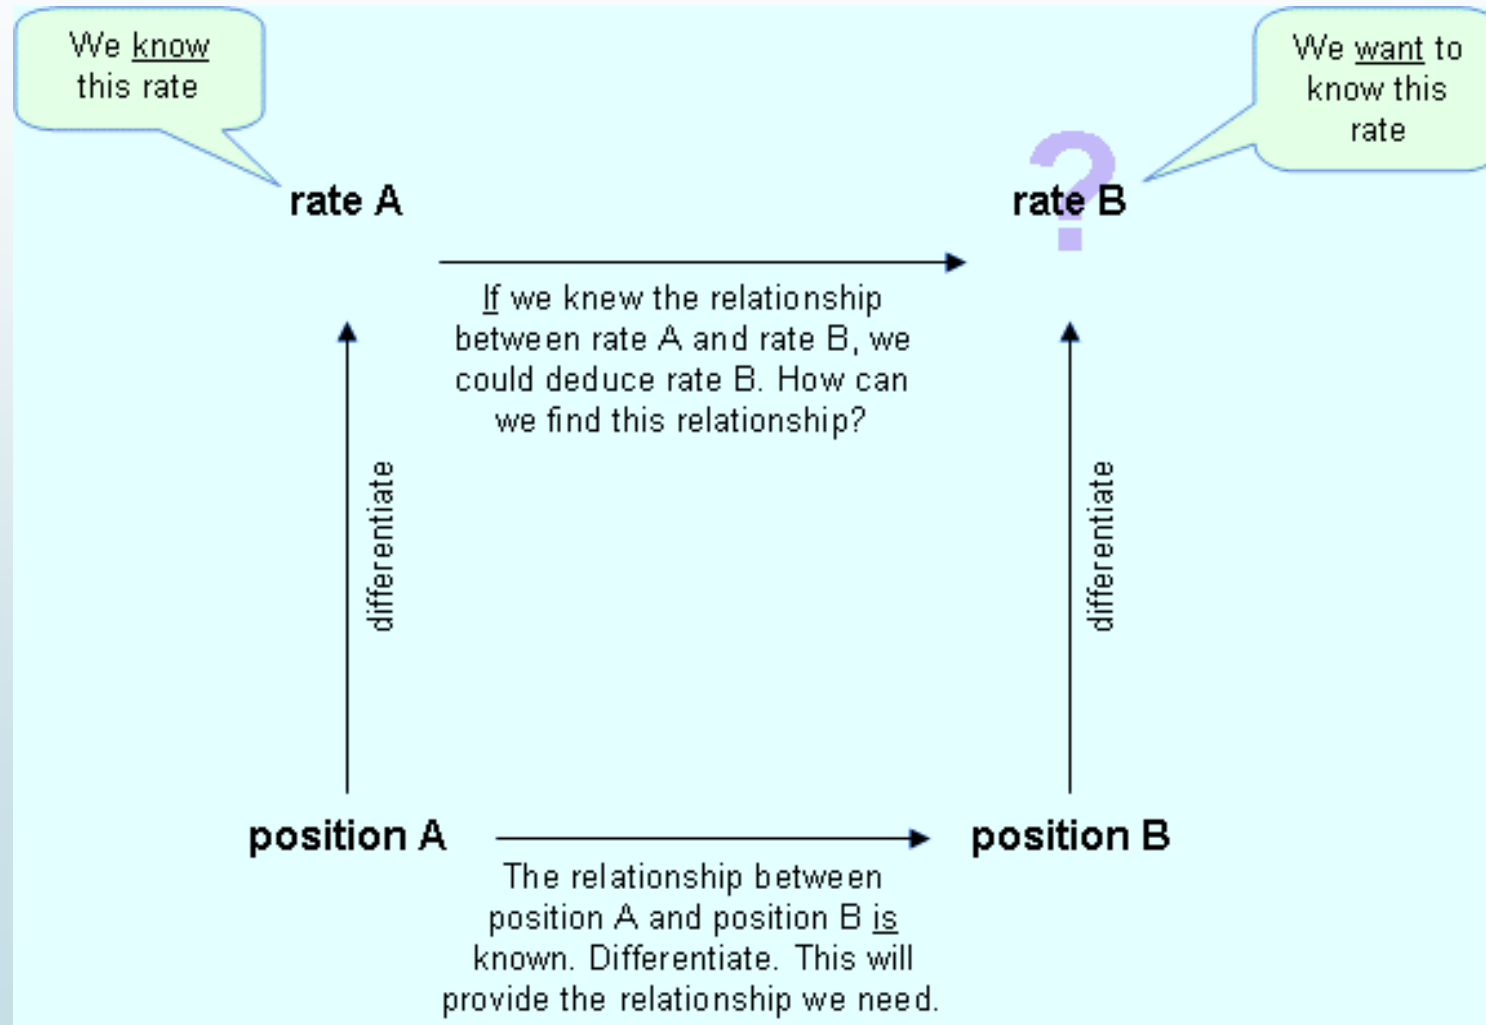 We know
this rate
We want to
know this
rate
rate A
?
rate B
If we knew the relationship
between rate A and rate B, we
could deduce rate B. How can
we find this relationship?
differentiate
differentiate
position A
position B
The relationship between
position A and position B is
known. Differentiate. This will
provide the relationship we need.